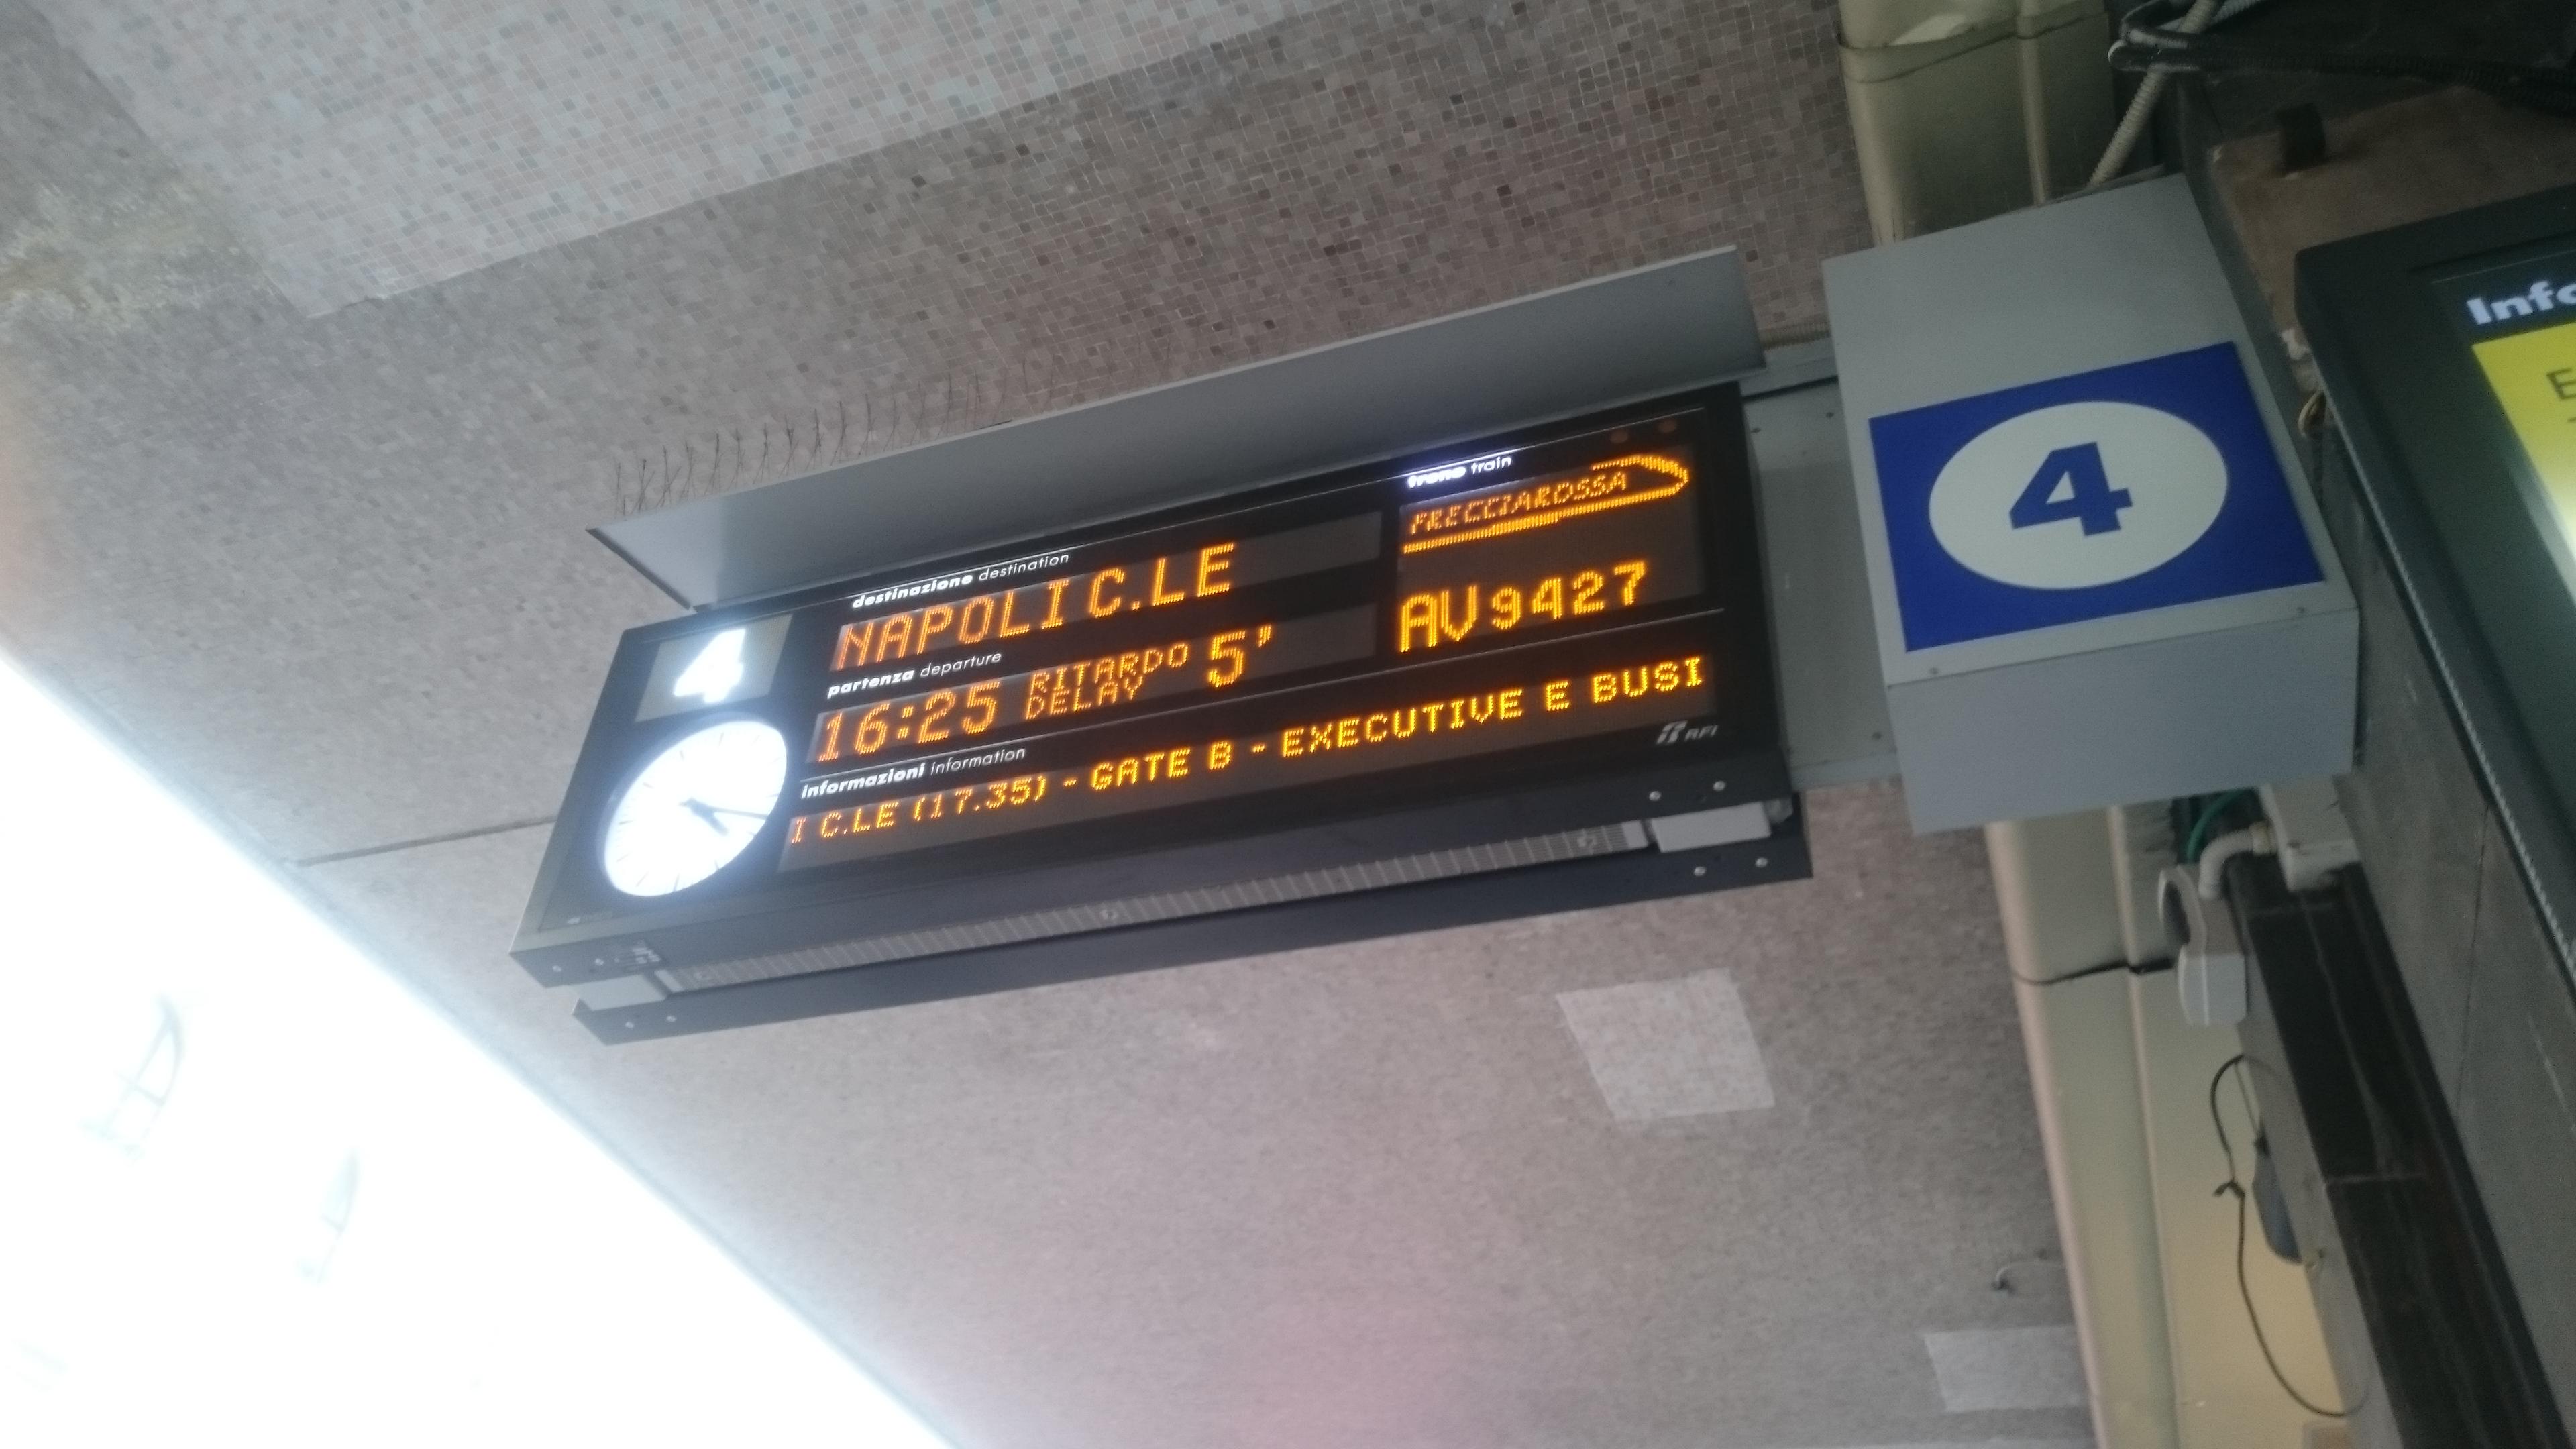 4
destinazione destination
NAPOLI C.LE
treno train
FRECCIAROSSA
AV 9427
partenza departure
16:25 RITARDO DELAY 5'
informazioni information
I C.LE (17.35) - GATE B - EXECUTIVE E BUSI
RFI
4
Info
E